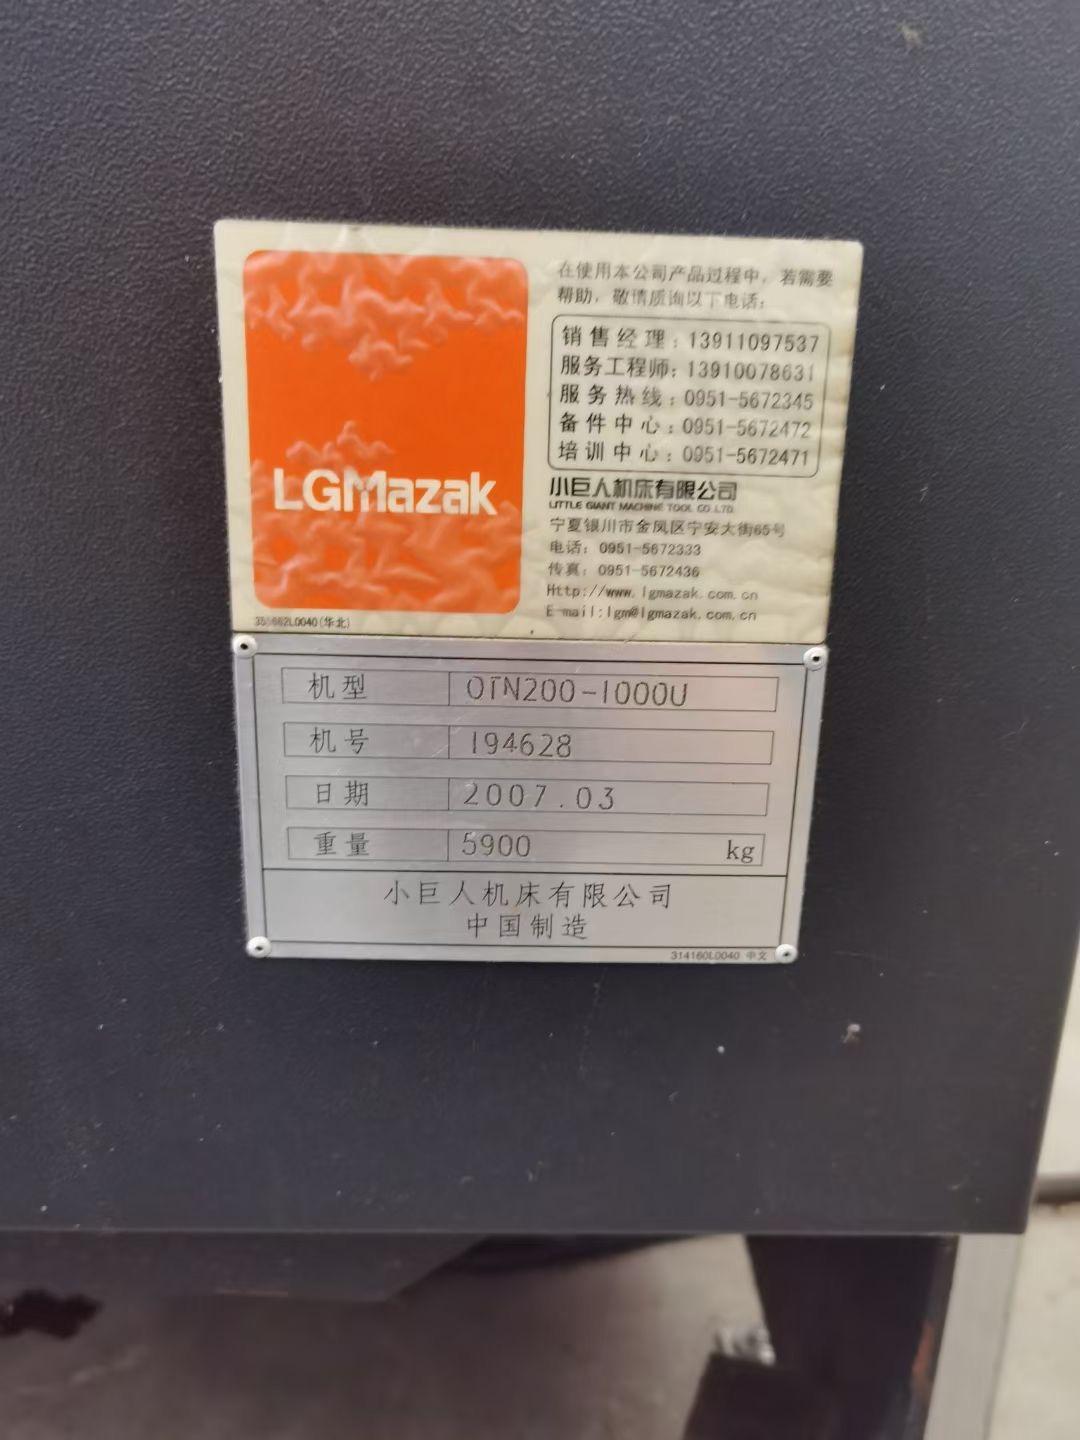 在使用本公司产品过程中，若需要
帮助，敬请质询以下电话：
销售经理：13911097537
服务工程师：13910078631
服务热线：0951-5672345
备件中心：0951-5672472
培训中心：0951-5672471
LGMazak
小巨人机床有限公司
LITTLE GIANT MACHINE TOOL CO.LTD.
宁夏银川市金凤区宁安大街65号
电话：0951-5672333
传真：0951-5672436
Http://www.lgmazak.com.cn
E-mail:lgm@lgmazak.com.cn
355662L0040(华北)
机型 QTN200-1000U
机号 194628
日期 2007.03
重量 5900 kg
小巨人机床有限公司
中国制造
314160L0040 中文